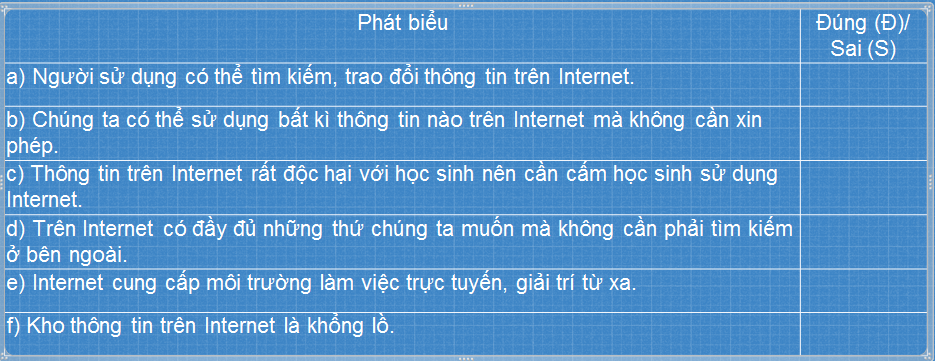 Phát biểu
Đúng (Đ)/
Sai (S)
a) Người sử dụng có thể tìm kiếm, trao đổi thông tin trên Internet.
b) Chúng ta có thể sử dụng bất kì thông tin nào trên Internet mà không cần xin
phép.
c) Thông tin trên Internet rất độc hại với học sinh nên cần cấm học sinh sử dụng
Internet.
d) Trên Internet có đầy đủ những thứ chúng ta muốn mà không cần phải tìm kiếm
ở bên ngoài.
e) Internet cung cấp môi trường làm việc trực tuyến, giải trí từ xa.
f) Kho thông tin trên Internet là khổng lồ.